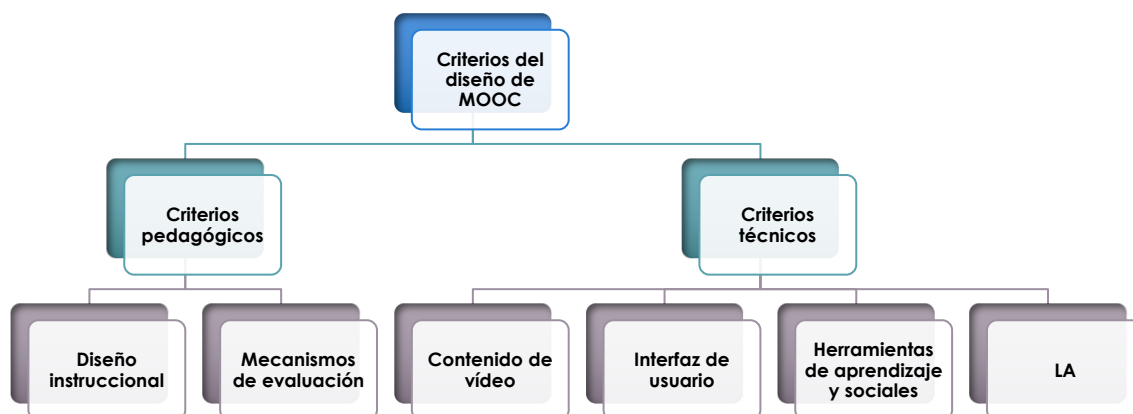 Criterios del
diseño de
MOOC
Criterios
pedagógicos
Criterios
técnicos
Diseño
instruccional
Mecanismos
de evaluación
Contenido de
vídeo
Interfaz de
usuario
Herramientas
de aprendizaje
y sociales
LA